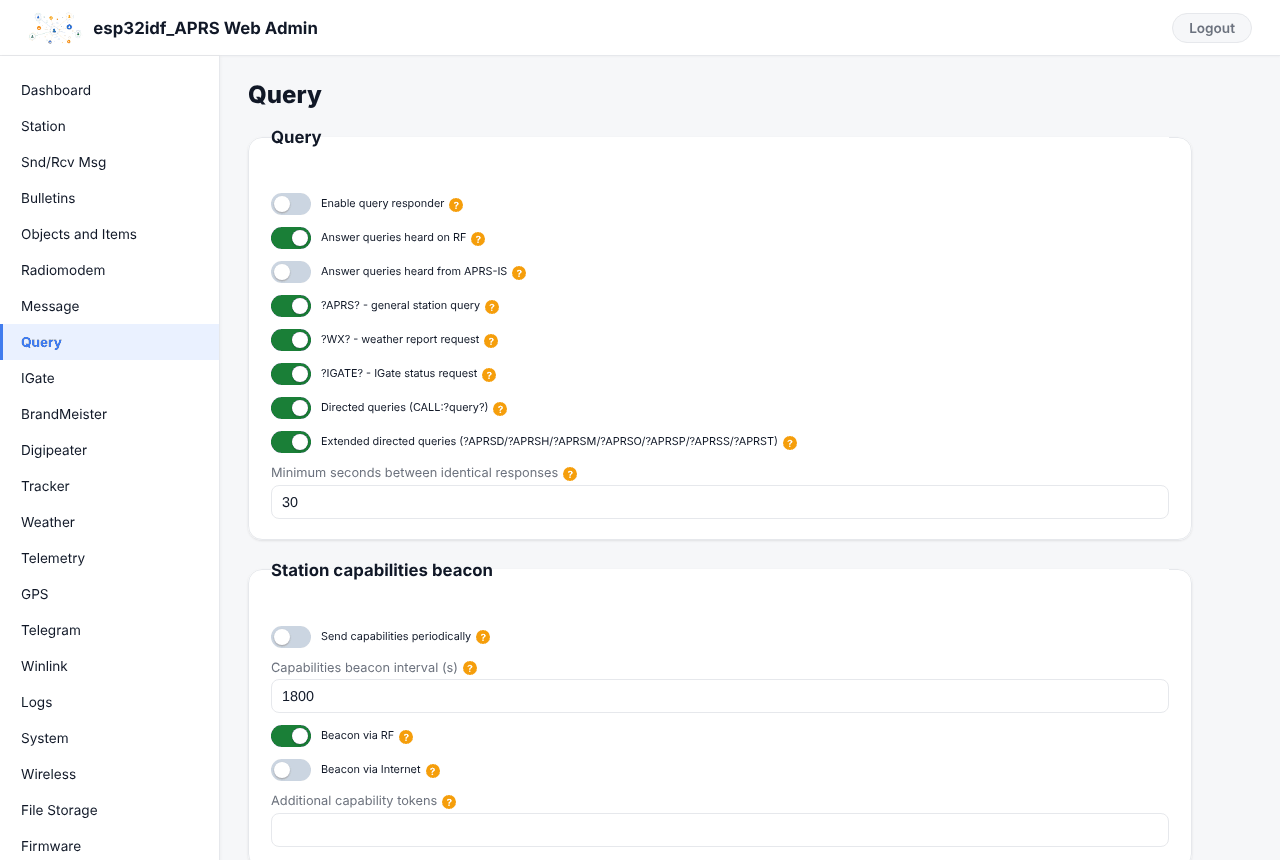 esp32idf_APRS Web Admin
Logout
Dashboard
Station
Snd/Rcv Msg
Bulletins
Objects and Items
Radiomodem
Message
Query
IGate
BrandMeister
Digipeater
Tracker
Weather
Telemetry
GPS
Telegram
Winlink
Logs
System
Wireless
File Storage
Firmware
Query
Query
Enable query responder ?
Answer queries heard on RF ?
Answer queries heard from APRS-IS ?
?APRS? - general station query ?
?WX? - weather report request ?
?IGATE? - IGate status request ?
Directed queries (CALL:?query?) ?
Extended directed queries (?APRSD/?APRSH/?APRSM/?APRSO/?APRSP/?APRSS/?APRST) ?
Minimum seconds between identical responses ?
30
Station capabilities beacon
Send capabilities periodically ?
Capabilities beacon interval (s) ?
1800
Beacon via RF ?
Beacon via Internet ?
Additional capability tokens ?